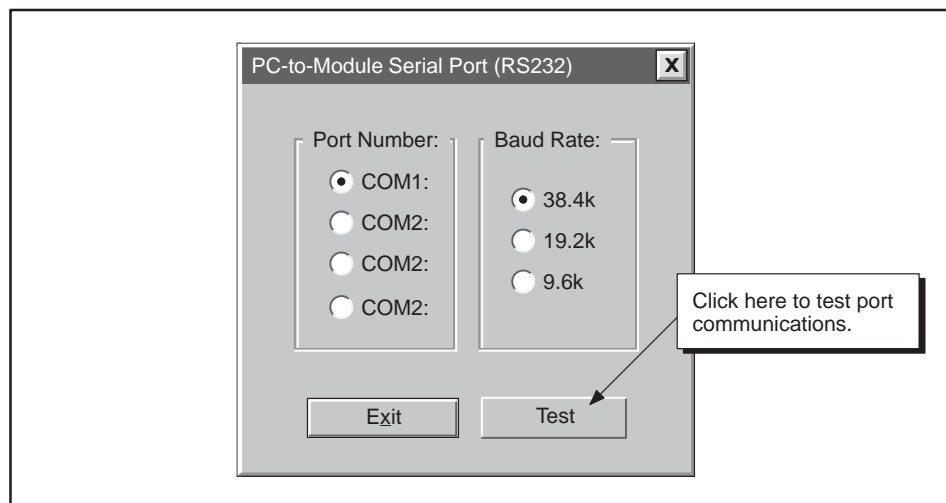 PC-to-Module Serial Port (RS232)
X
Port Number:
COM1:
COM2:
COM2:
COM2:
Baud Rate:
38.4k
19.2k
9.6k
Click here to test port
communications.
Exit
Test